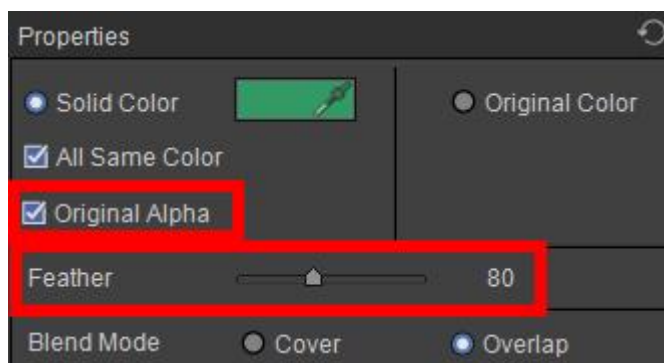 Properties
Solid Color Original Color
All Same Color
Original Alpha
Feather 80
Blend Mode Cover Overlap